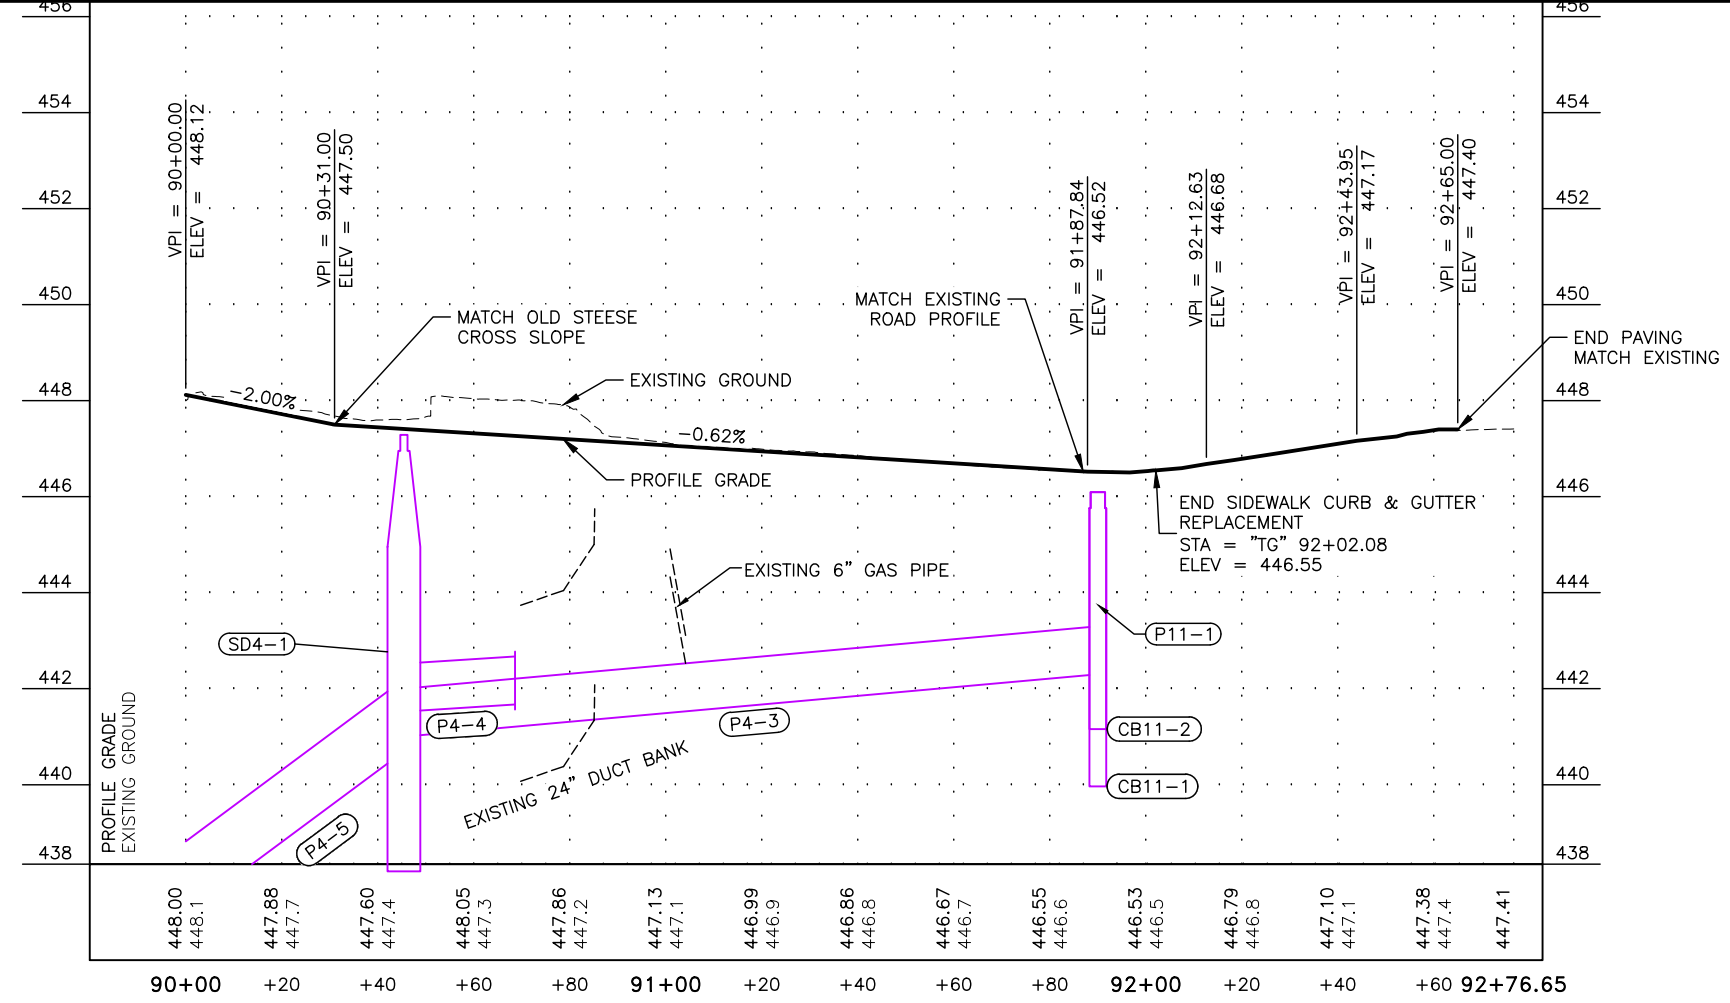 456
456
454
454
452
452
450
450
448
448
446
446
444
444
442
442
440
440
438
438
VPI = 90+00.00
ELEV = 448.12
VPI = 90+31.00
ELEV = 447.50
VPI = 91+87.84
ELEV = 446.52
VPI = 92+12.63
ELEV = 446.68
VPI = 92+43.95
ELEV = 447.17
VPI = 92+65.00
ELEV = 447.40
MATCH OLD STEESE
CROSS SLOPE
MATCH EXISTING
ROAD PROFILE
END PAVING
MATCH EXISTING
EXISTING GROUND
-2.00%
-0.62%
PROFILE GRADE
END SIDEWALK CURB & GUTTER
REPLACEMENT
STA = "TG" 92+02.08
ELEV = 446.55
EXISTING 6" GAS PIPE
SD4-1
P11-1
P4-4
P4-3
CB11-2
CB11-1
EXISTING 24" DUCT BANK
P4-5
PROFILE GRADE
EXISTING GROUND
448.00
448.1
447.88
447.7
447.60
447.4
448.05
447.3
447.86
447.2
447.13
447.1
446.99
446.9
446.86
446.8
446.67
446.7
446.55
446.6
446.53
446.5
446.79
446.8
447.10
447.1
447.38
447.4
447.41
90+00 +20 +40 +60 +80 91+00 +20 +40 +60 +80 92+00 +20 +40 +60 92+76.65